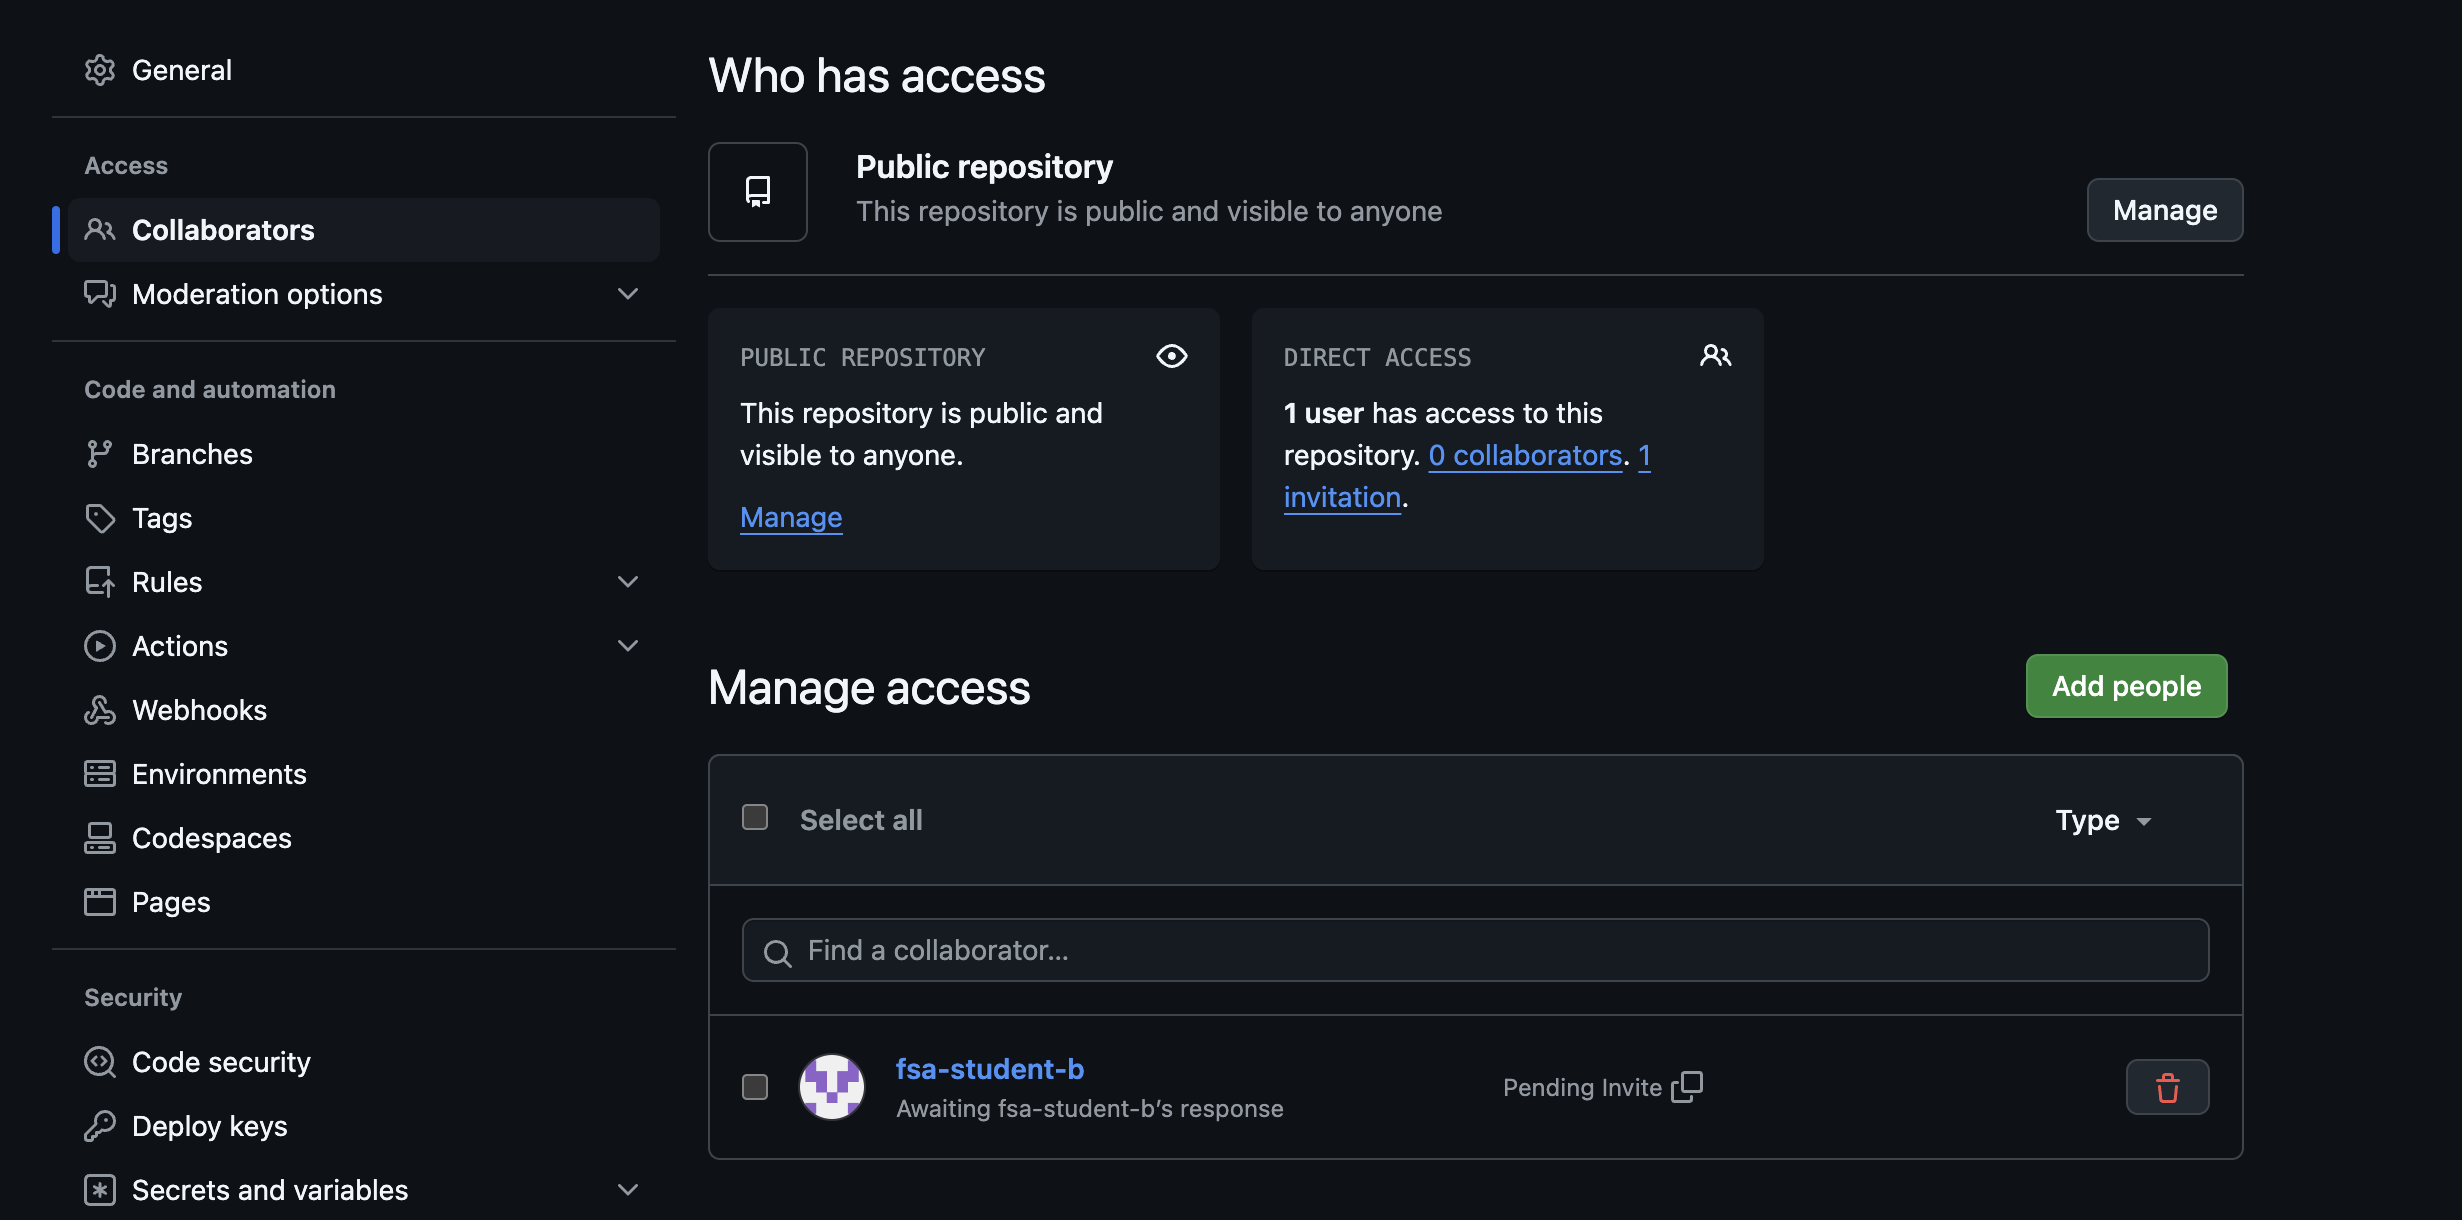 General
Access
Collaborators
Moderation options
Code and automation
Branches
Tags
Rules
Actions
Webhooks
Environments
Codespaces
Pages
Security
Code security
Deploy keys
Secrets and variables
Who has access
Public repository
This repository is public and visible to anyone
Manage
PUBLIC REPOSITORY
This repository is public and
visible to anyone.
Manage
DIRECT ACCESS
1 user has access to this
repository. 0 collaborators. 1
invitation.
Manage access
Add people
Select all
Type
Find a collaborator...
fsa-student-b
Awaiting fsa-student-b’s response
Pending Invite